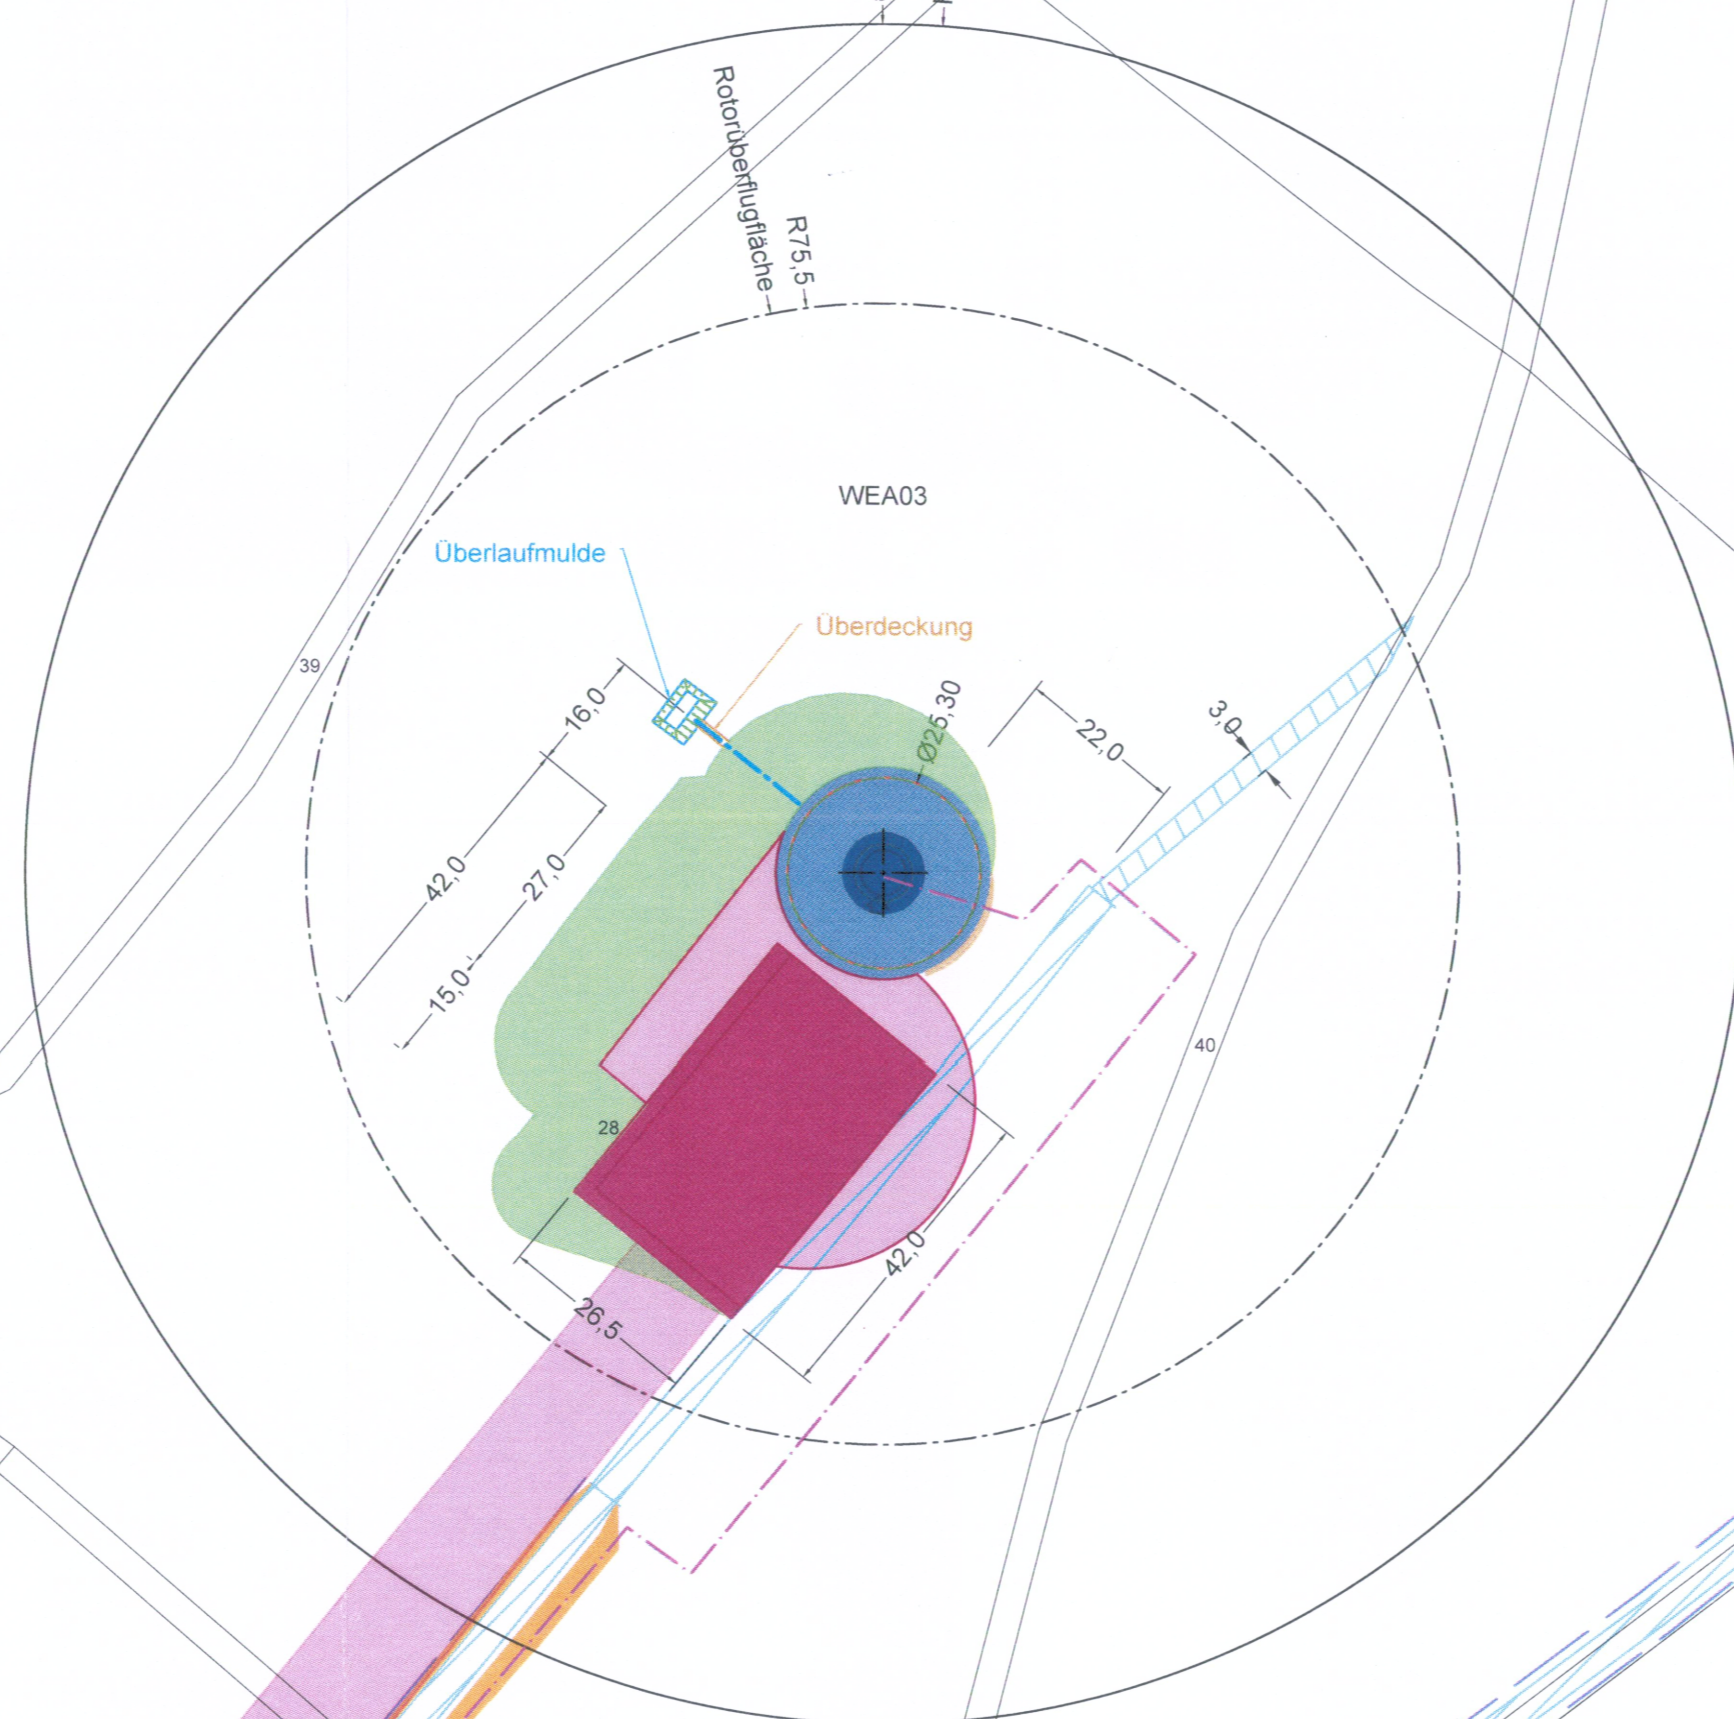 Rotorüberflugfläche
R75,5
WEA03
Überlaufmulde
Überdeckung
39
16,0
Ø25,30
22,0
3,0
42,0
27,0
15,0
40
28
42,0
26,5